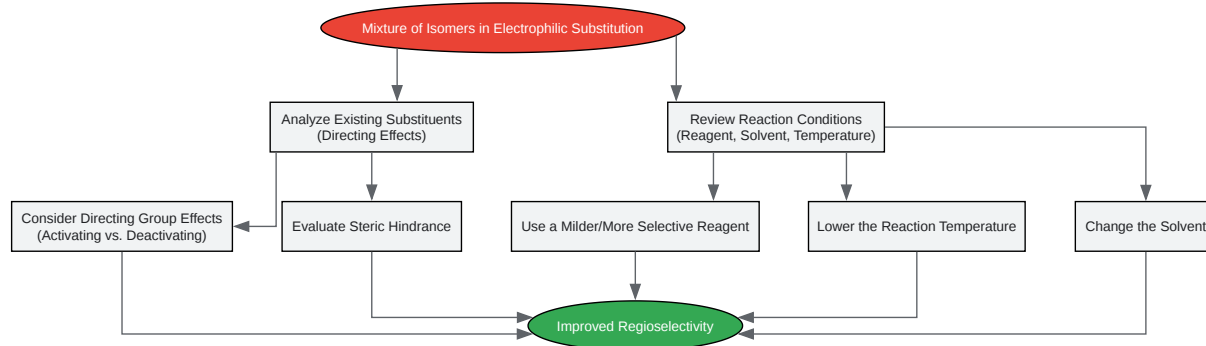 Mixture of Isomers in Electrophilic Substitution
Analyze Existing Substituents
(Directing Effects)
Review Reaction Conditions
(Reagent, Solvent, Temperature)
Consider Directing Group Effects
(Activating vs. Deactivating)
Evaluate Steric Hindrance
Use a Milder/More Selective Reagent
Lower the Reaction Temperature
Change the Solvent
Improved Regioselectivity